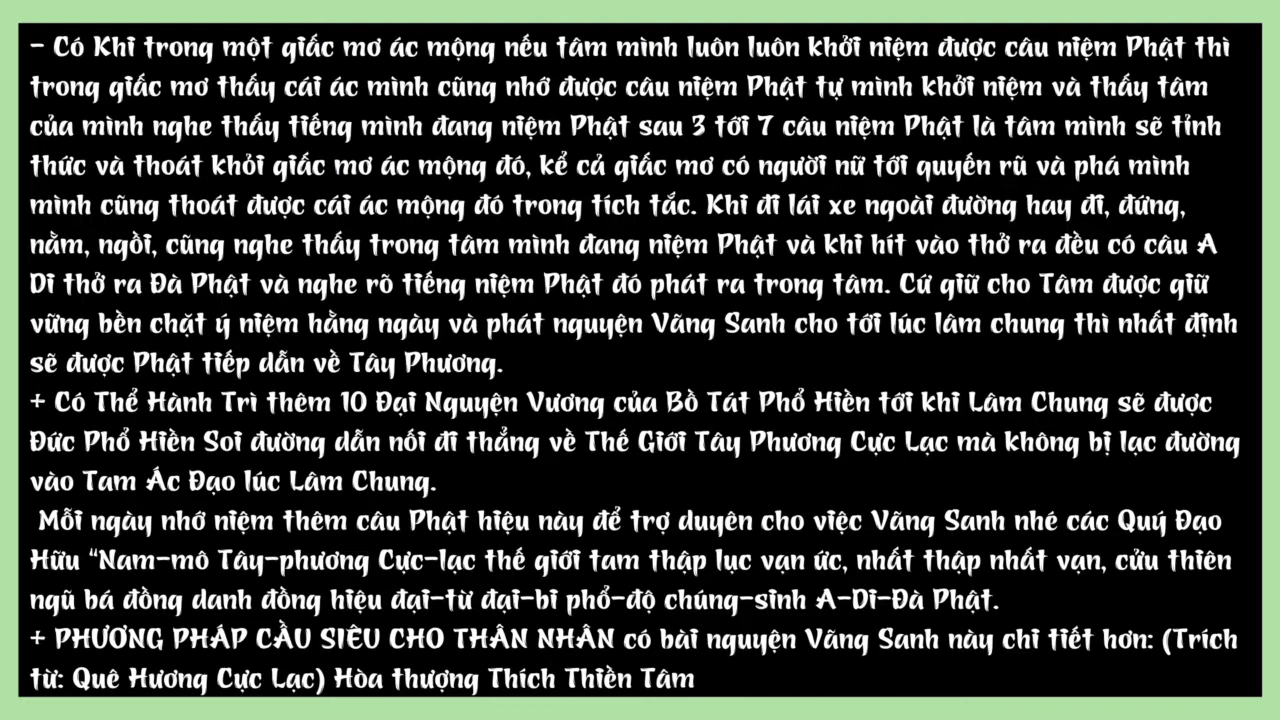 - Có Khi trong một giấc mơ ác mộng nếu tâm mình luôn luôn khởi niệm được câu niệm Phật thì
trong giấc mơ thấy cái ác mình cũng nhớ được câu niệm Phật tự mình khởi niệm và thấy tâm
của mình nghe thấy tiếng mình đang niệm Phật sau 3 tới 7 câu niệm Phật là tâm mình sẽ tỉnh
thức và thoát khỏi giấc mơ ác mộng đó, kể cả giấc mơ có người nữ tới quyến rũ và phá mình
mình cũng thoát được cái ác mộng đó trong tích tắc. Khi đi lái xe ngoài đường hay đi, đứng,
nằm, ngồi, cũng nghe thấy trong tâm mình đang niệm Phật và khi hít vào thở ra đều có câu A
Di thở ra Đà Phật và nghe rõ tiếng niệm Phật đó phát ra trong tâm. Cứ giữ cho Tâm được giữ
vững bền chặt ý niệm hằng ngày và phát nguyện Vãng Sanh cho tới lúc lâm chung thì nhất định
sẽ được Phật tiếp dẫn về Tây Phương.
+ Có Thể Hành Trì thêm 10 Đại Nguyện Vương của Bồ Tát Phổ Hiền tới khi Lâm Chung sẽ được
Đức Phổ Hiền Soi đường dẫn nối đi thẳng về Thế Giới Tây Phương Cực Lạc mà không bị lạc đường
vào Tam Ác Đạo lúc Lâm Chung.
Mỗi ngày nhớ niệm thêm câu Phật hiệu này để trợ duyên cho việc Vãng Sanh nhé các Quý Đạo
Hữu "Nam-mô Tây-phương Cực-lạc thế giới tam thập lục vạn ức, nhất thập nhất vạn, cửu thiên
ngũ bá đồng danh đồng hiệu đại-từ đại-bi phổ-độ chúng-sinh A-Di-Đà Phật.
+ PHƯƠNG PHÁP CẦU SIÊU CHO THÂN NHÂN có bài nguyện Vãng Sanh này chi tiết hơn: (Trích
từ: Quê Hương Cực Lạc) Hòa thượng Thích Thiền Tâm